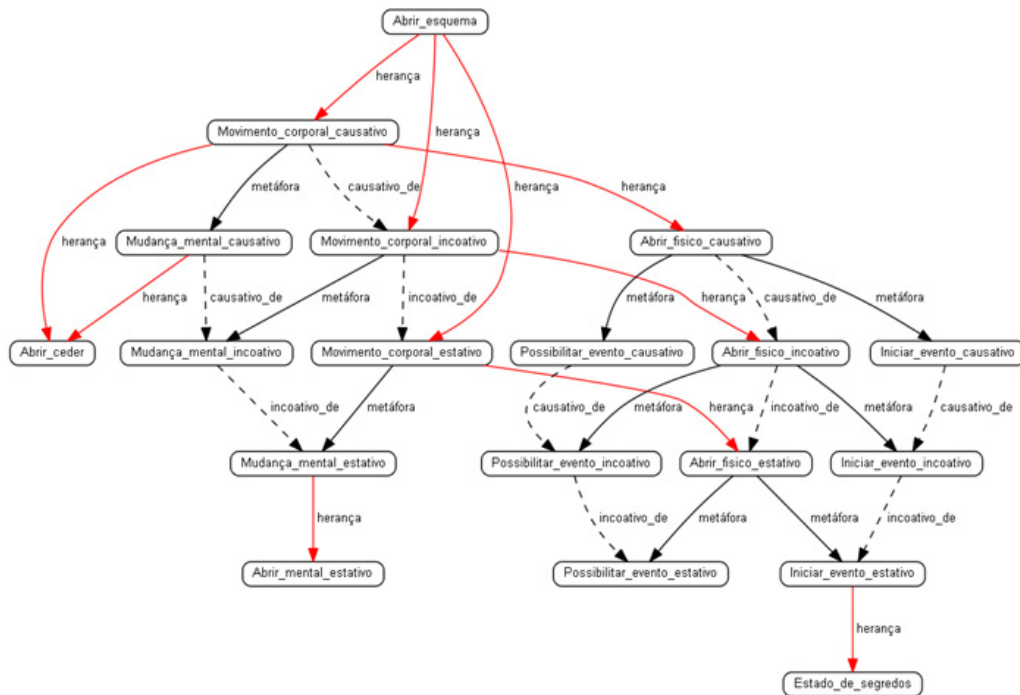 Abrir_esquema
herança
Movimento_corporal_causativo
herança
metáfora causativo_de herança herança
herança
Mudança_mental_causativo Movimento_corporal_incoativo Abrir_fisico_causativo
herança causativo_de metáfora incoativo_de metáfora herança causativo_de metáfora
Abrir_ceder Mudança_mental_incoativo Movimento_corporal_estativo Possibilitar_evento_causativo Abrir_fisico_incoativo Iniciar_evento_causativo
incoativo_de metáfora causativo_de metáfora herança incoativo_de metáfora causativo_de
Mudança_mental_estativo Possibilitar_evento_incoativo Abrir_fisico_estativo Iniciar_evento_incoativo
herança incoativo_de metáfora metáfora incoativo_de
Abrir_mental_estativo Possibilitar_evento_estativo Iniciar_evento_estativo
herança
Estado_de_segredos